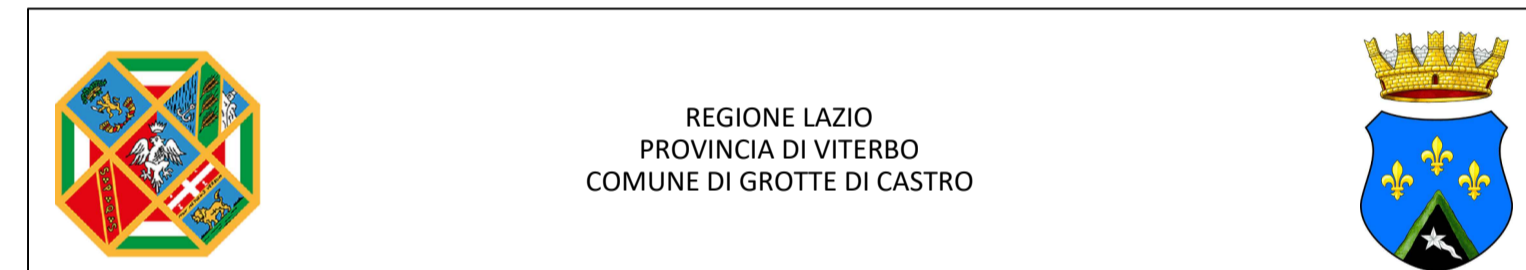 REGIONE LAZIO
PROVINCIA DI VITERBO
COMUNE DI GROTTE DI CASTRO